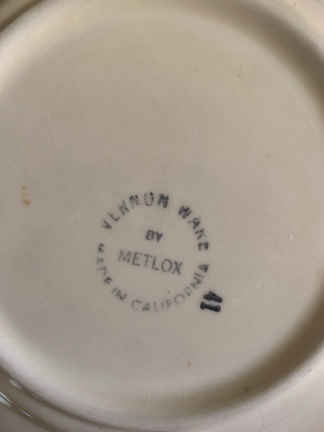 VERNON WARE
BY
METLOX
MADE IN CALIFORNIA
41